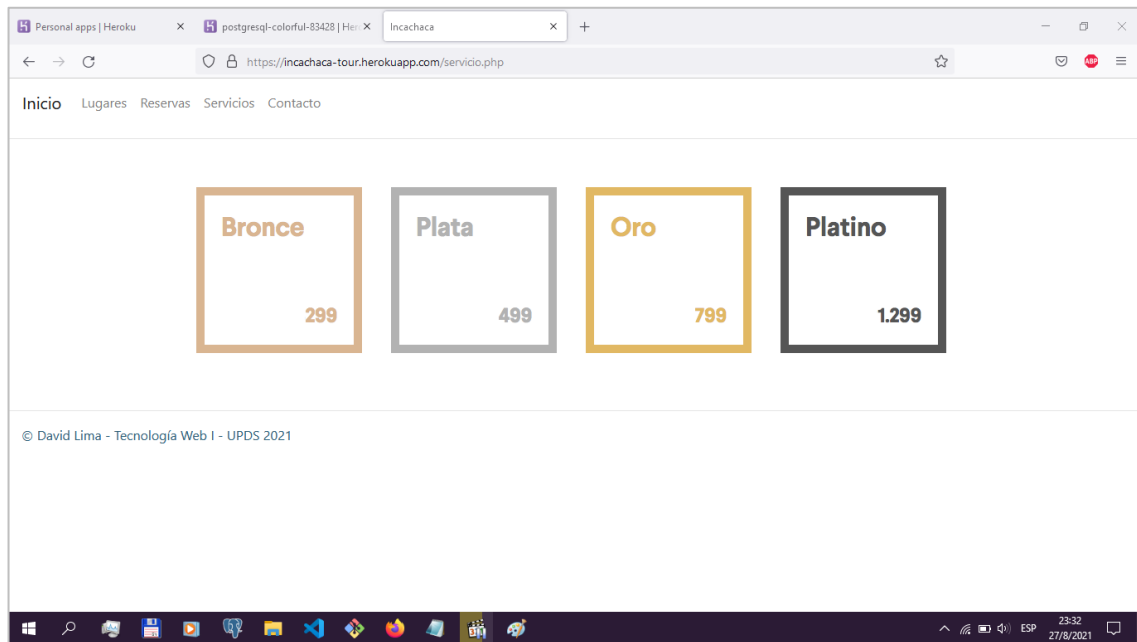 Personal apps | Heroku
postgresql-colorful-83428 | Her
Incachaca
https://incachaca-tour.herokuapp.com/servicio.php
ABP
Inicio Lugares Reservas Servicios Contacto
Bronce Plata Oro Platino
299 499 799 1.299
© David Lima - Tecnología Web I - UPDS 2021
ESP
23:32
27/8/2021